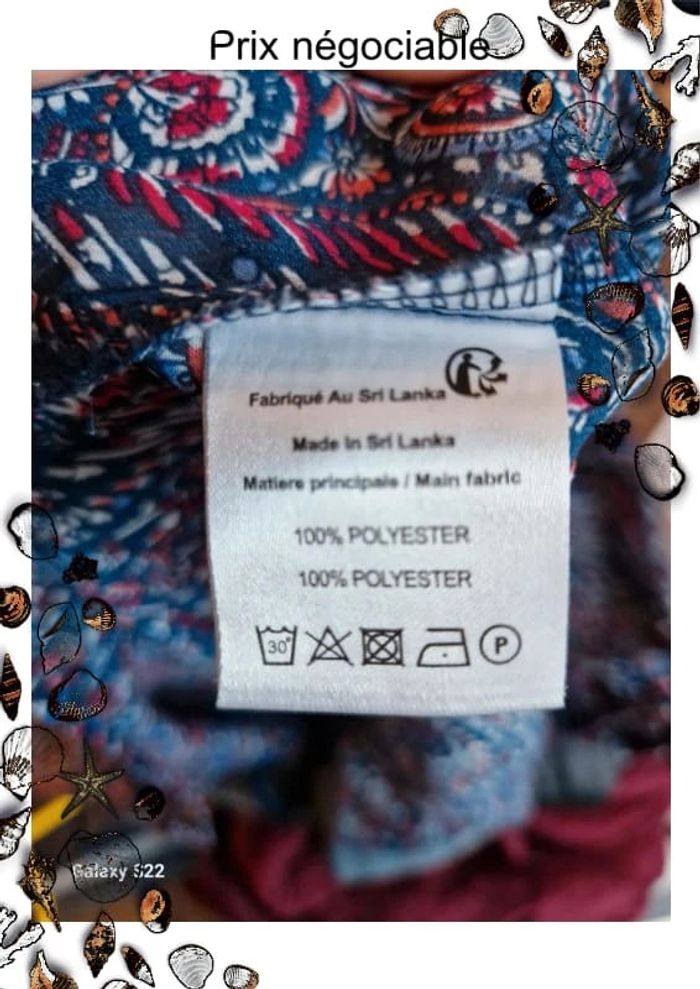 Prix négociable
Fabriqué Au Sri Lanka
Made In Sri Lanka
Matiere principale / Main fabric
100% POLYESTER
100% POLYESTER
30° P
Galaxy S22